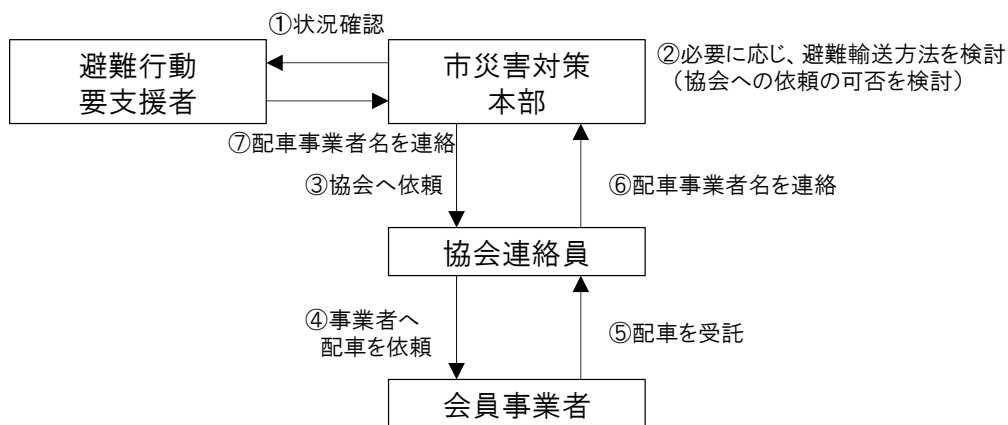 ①状況確認
避難行動
要支援者
市災害対策
本部
②必要に応じ、避難輸送方法を検討
（協会への依頼の可否を検討）
⑦配車事業者名を連絡
③協会へ依頼
⑥配車事業者名を連絡
協会連絡員
④事業者へ
配車を依頼
⑤配車を受託
会員事業者